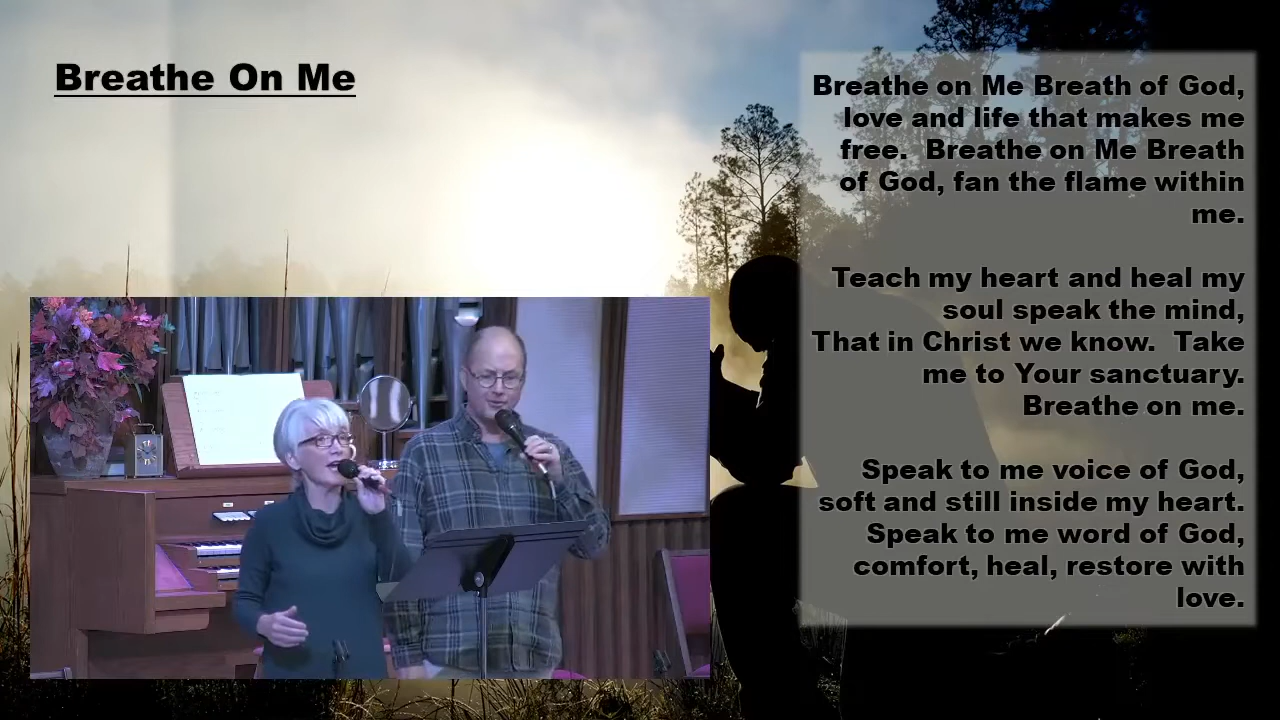 Breathe On Me
Breathe on Me Breath of God,
love and life that makes me
free.  Breathe on Me Breath
of God, fan the flame within
me.
Teach my heart and heal my
soul speak the mind,
That in Christ we know.  Take
me to Your sanctuary.
Breathe on me.
Speak to me voice of God,
soft and still inside my heart.
Speak to me word of God,
comfort, heal, restore with
love.